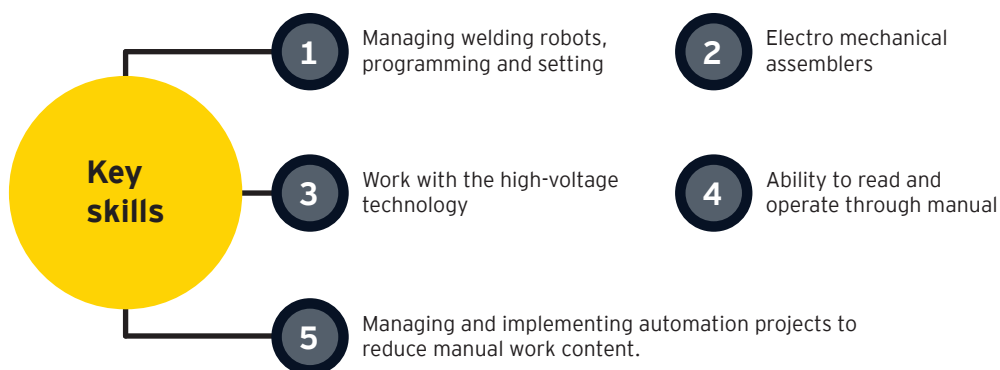 Key
skills
1
Managing welding robots,
programming and setting
2
Electro mechanical
assemblers
3
Work with the high-voltage
technology
4
Ability to read and
operate through manual
5
Managing and implementing automation projects to
reduce manual work content.